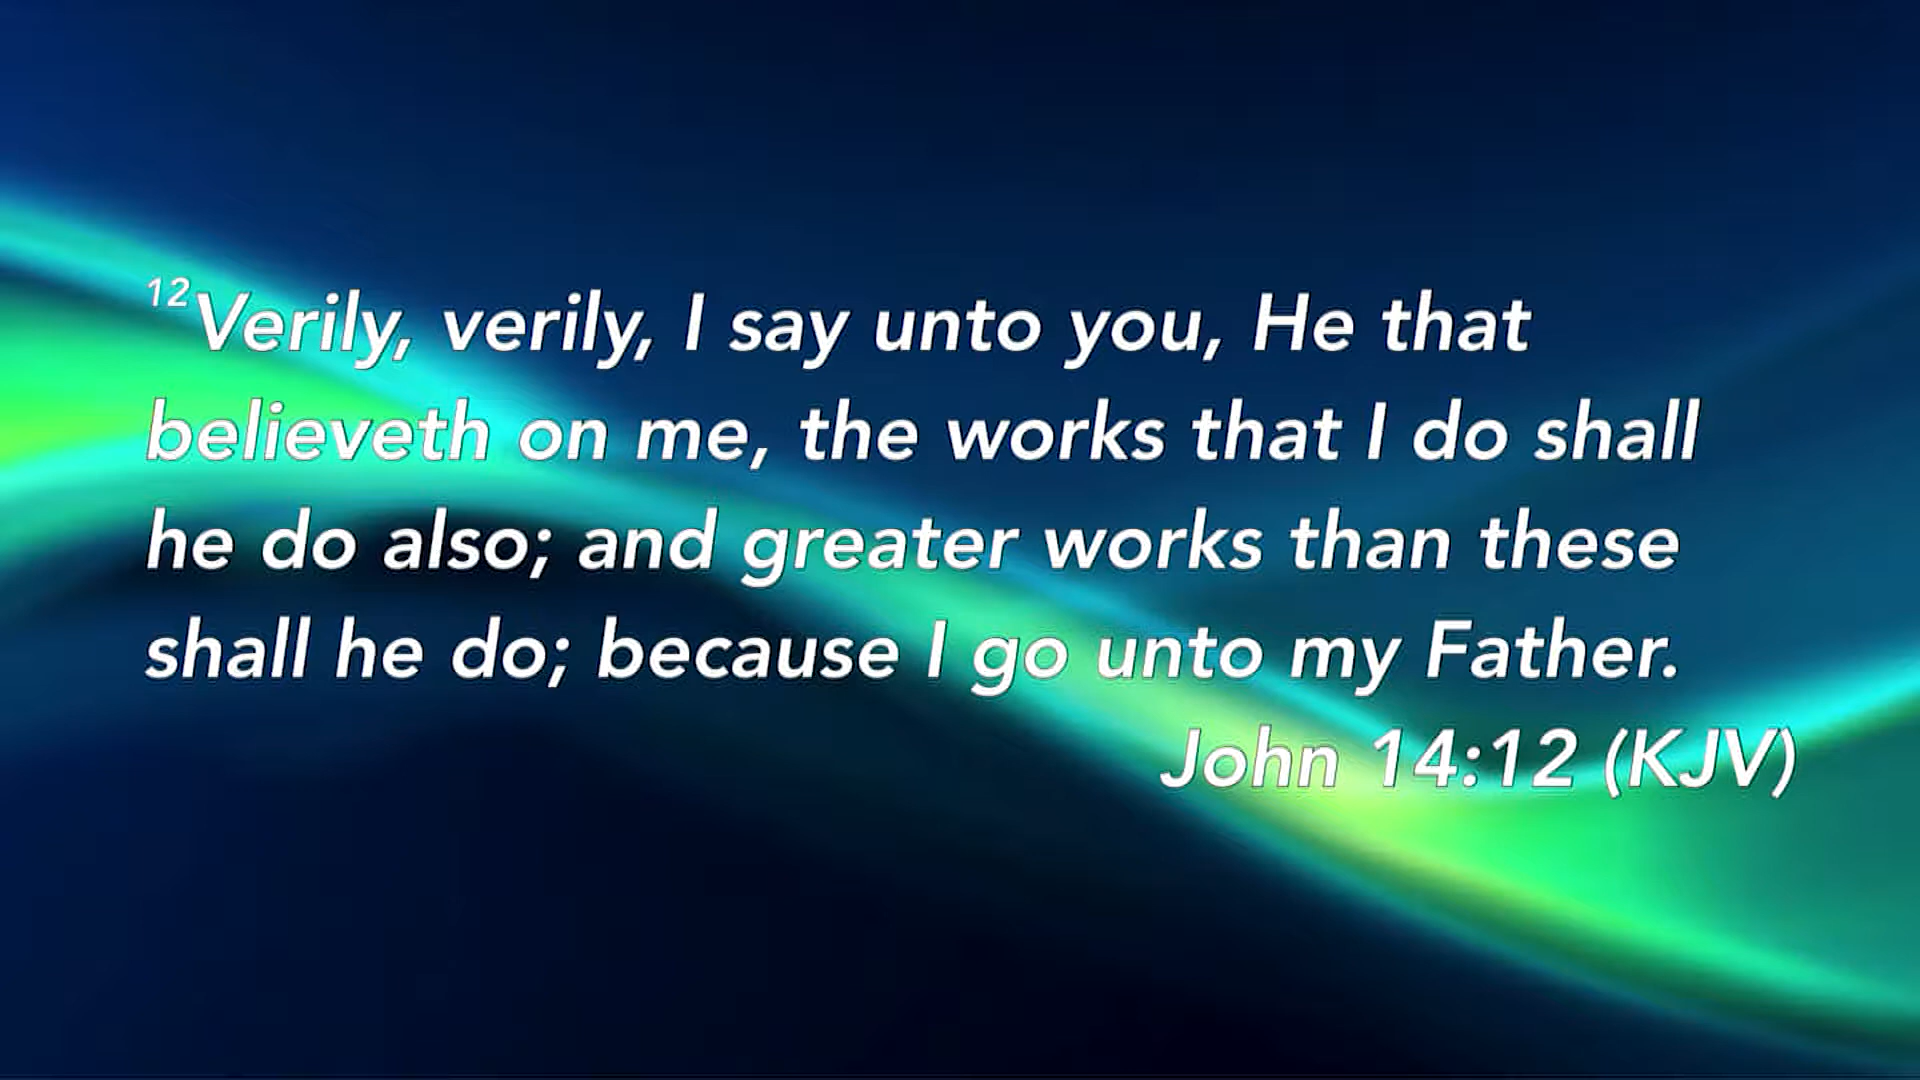 12Verily, verily, I say unto you, He that
believeth on me, the works that I do shall
he do also; and greater works than these
shall he do; because I go unto my Father.
John 14:12 (KJV)